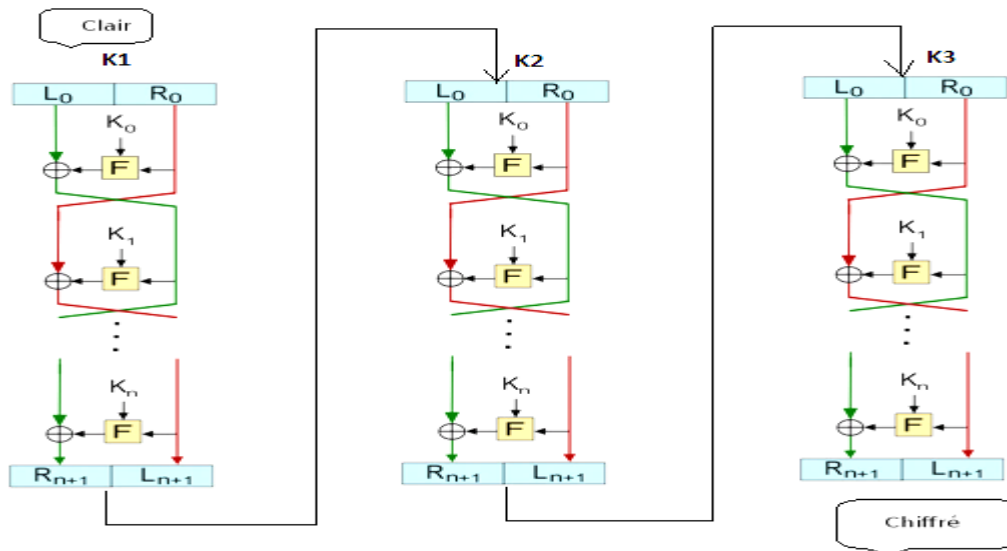 Clair
K1
L0 R0
K0
F
K1
F
Kn
F
Rn+1 Ln+1
K2
L0 R0
K0
F
K1
F
Kn
F
Rn+1 Ln+1
K3
L0 R0
K0
F
K1
F
Kn
F
Rn+1 Ln+1
Chiffré